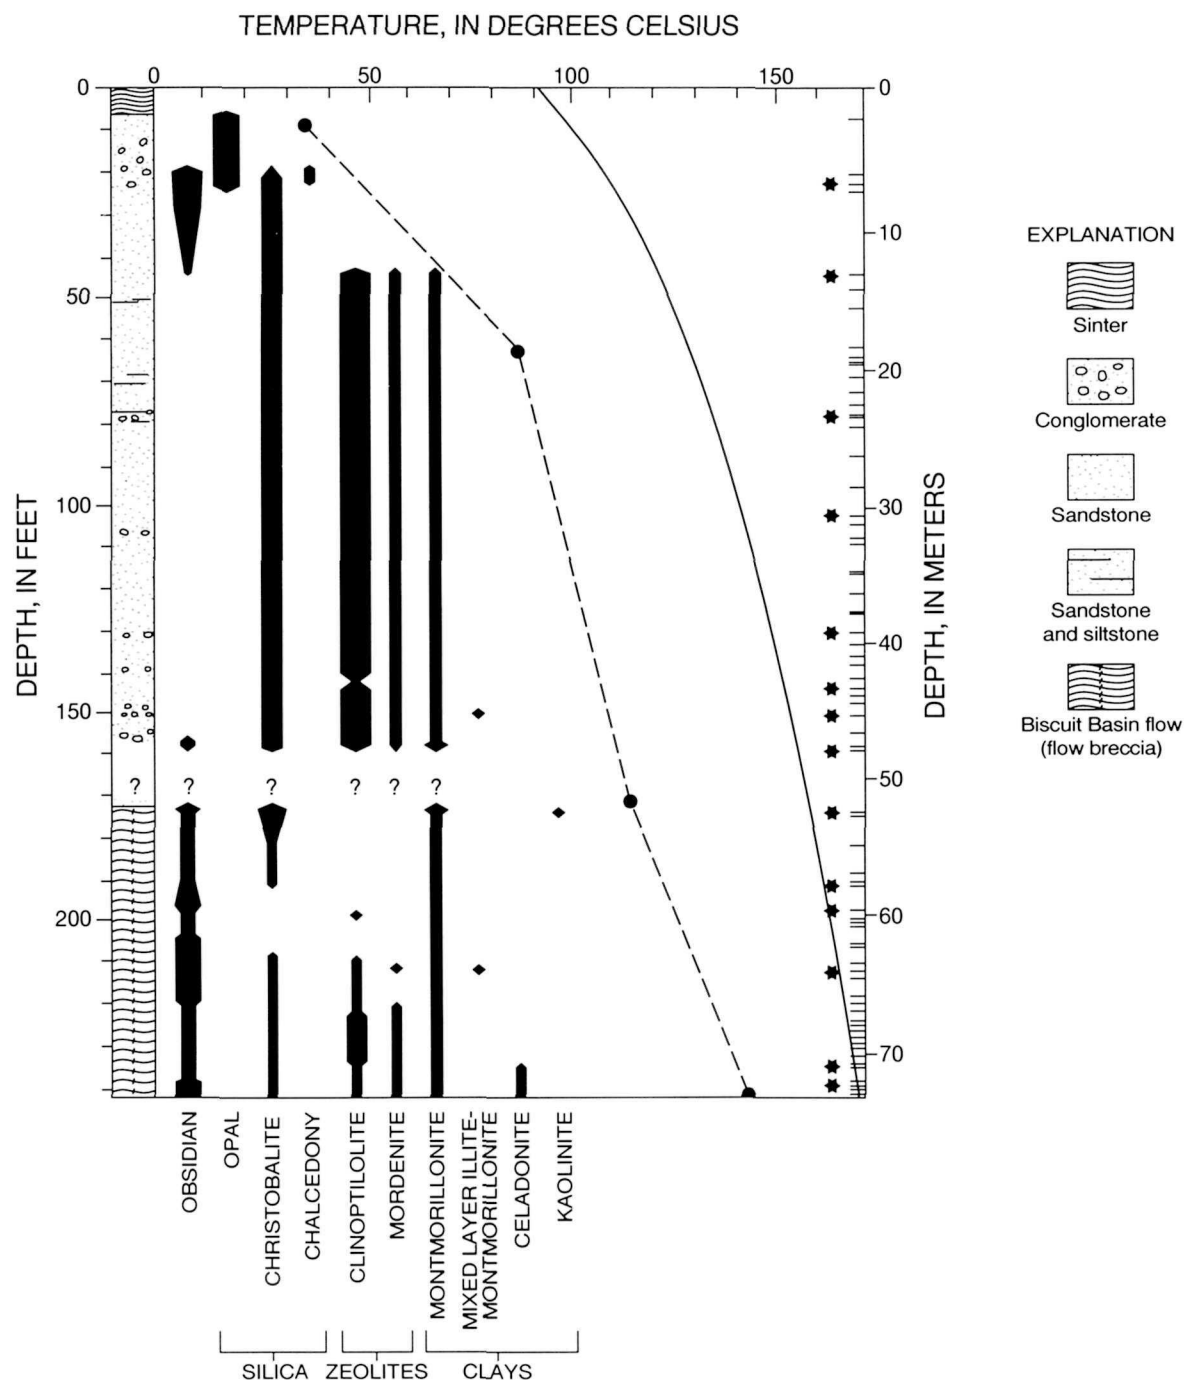 TEMPERATURE, IN DEGREES CELSIUS
0 50 100 150
0
50
100
150
200
DEPTH, IN FEET
0
10
20
30
40
50
60
70
DEPTH, IN METERS
? ? ? ? ? ?
OBSIDIAN
OPAL
CHRISTOBALITE
CHALCEDONY
CLINOPTILOLITE
MORDENITE
MONTMORILLONITE
MIXED LAYER ILLITE-
MONTMORILLONITE
CELADONITE
KAOLINITE
SILICA ZEOLITES CLAYS
EXPLANATION
Sinter
Conglomerate
Sandstone
Sandstone
and siltstone
Biscuit Basin flow
(flow breccia)